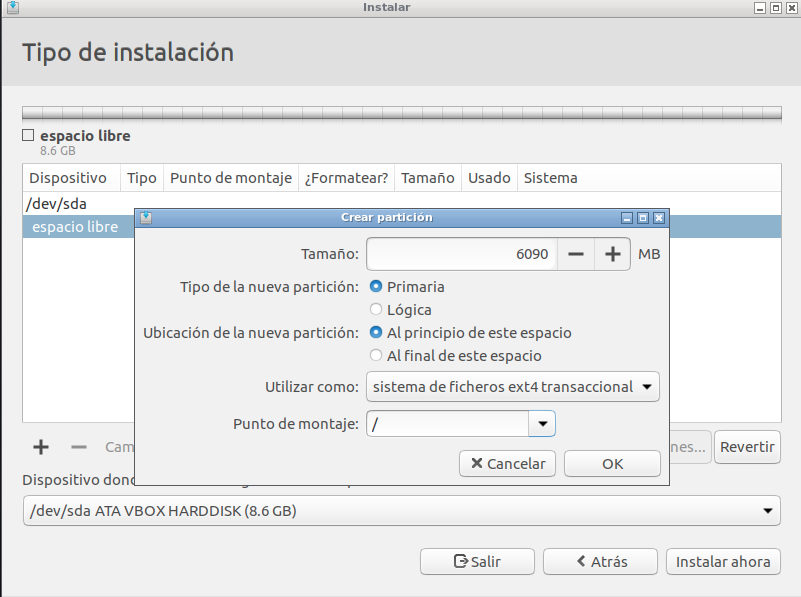 Instalar
Tipo de instalación
espacio libre
8.6 GB
Dispositivo Tipo Punto de montaje ¿Formatear? Tamaño Usado Sistema
/dev/sda
espacio libre
Crear partición
Tamaño: 6090 MB
Tipo de la nueva partición: Primaria
Lógica
Ubicación de la nueva partición: Al principio de este espacio
Al final de este espacio
Utilizar como: sistema de ficheros ext4 transaccional
Punto de montaje: /
Cancelar OK
+ − Cam nes... Revertir
Dispositivo dond
/dev/sda ATA VBOX HARDDISK (8.6 GB)
Salir Atrás Instalar ahora